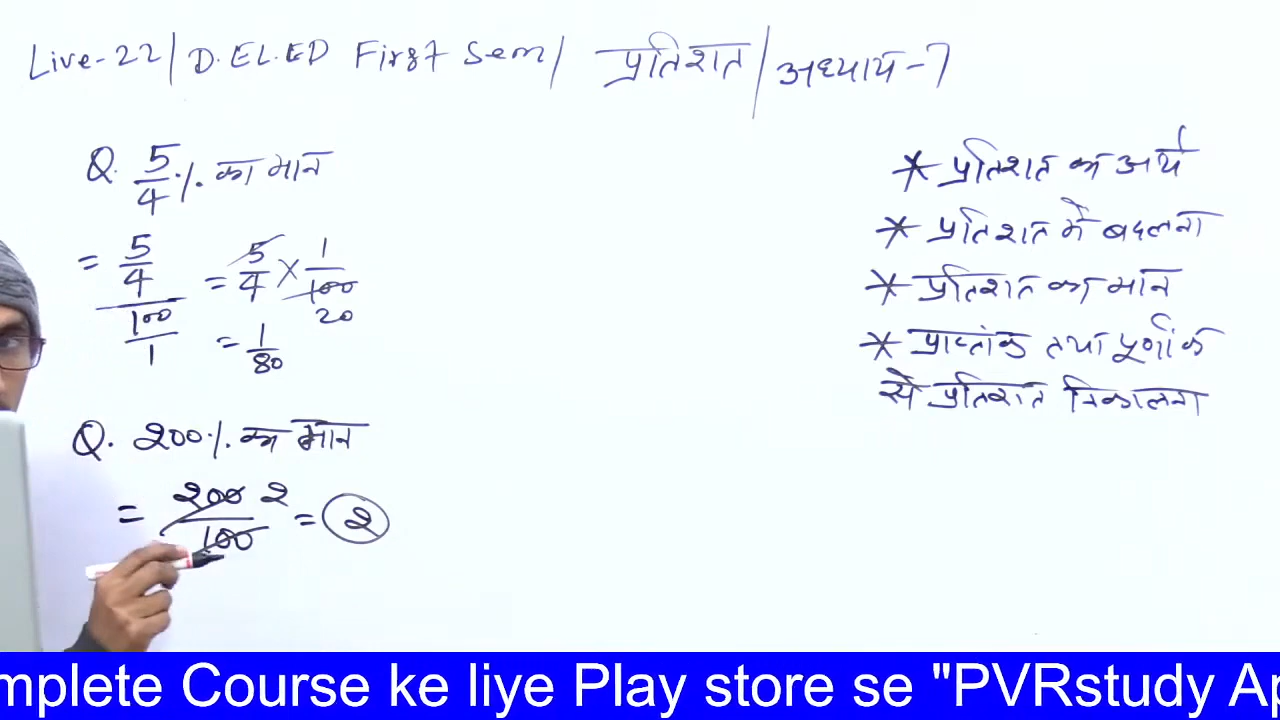 Live-22 / D.EL.ED First Sem / प्रतिशत / अध्याय-7
Q. 5/4 % का मान
= 5/4 / 100/1 = 5/4 × 1/100 20
= 1/80
Q. 200 % का मान
= 200/100 2 = 2
* प्रतिशत का अर्थ
* प्रतिशत में बदलना
* प्रतिशत का मान
* प्राप्तांक तथा पूर्णांक
से प्रतिशत निकालना
mplete Course ke liye Play store se "PVRstudy Ap